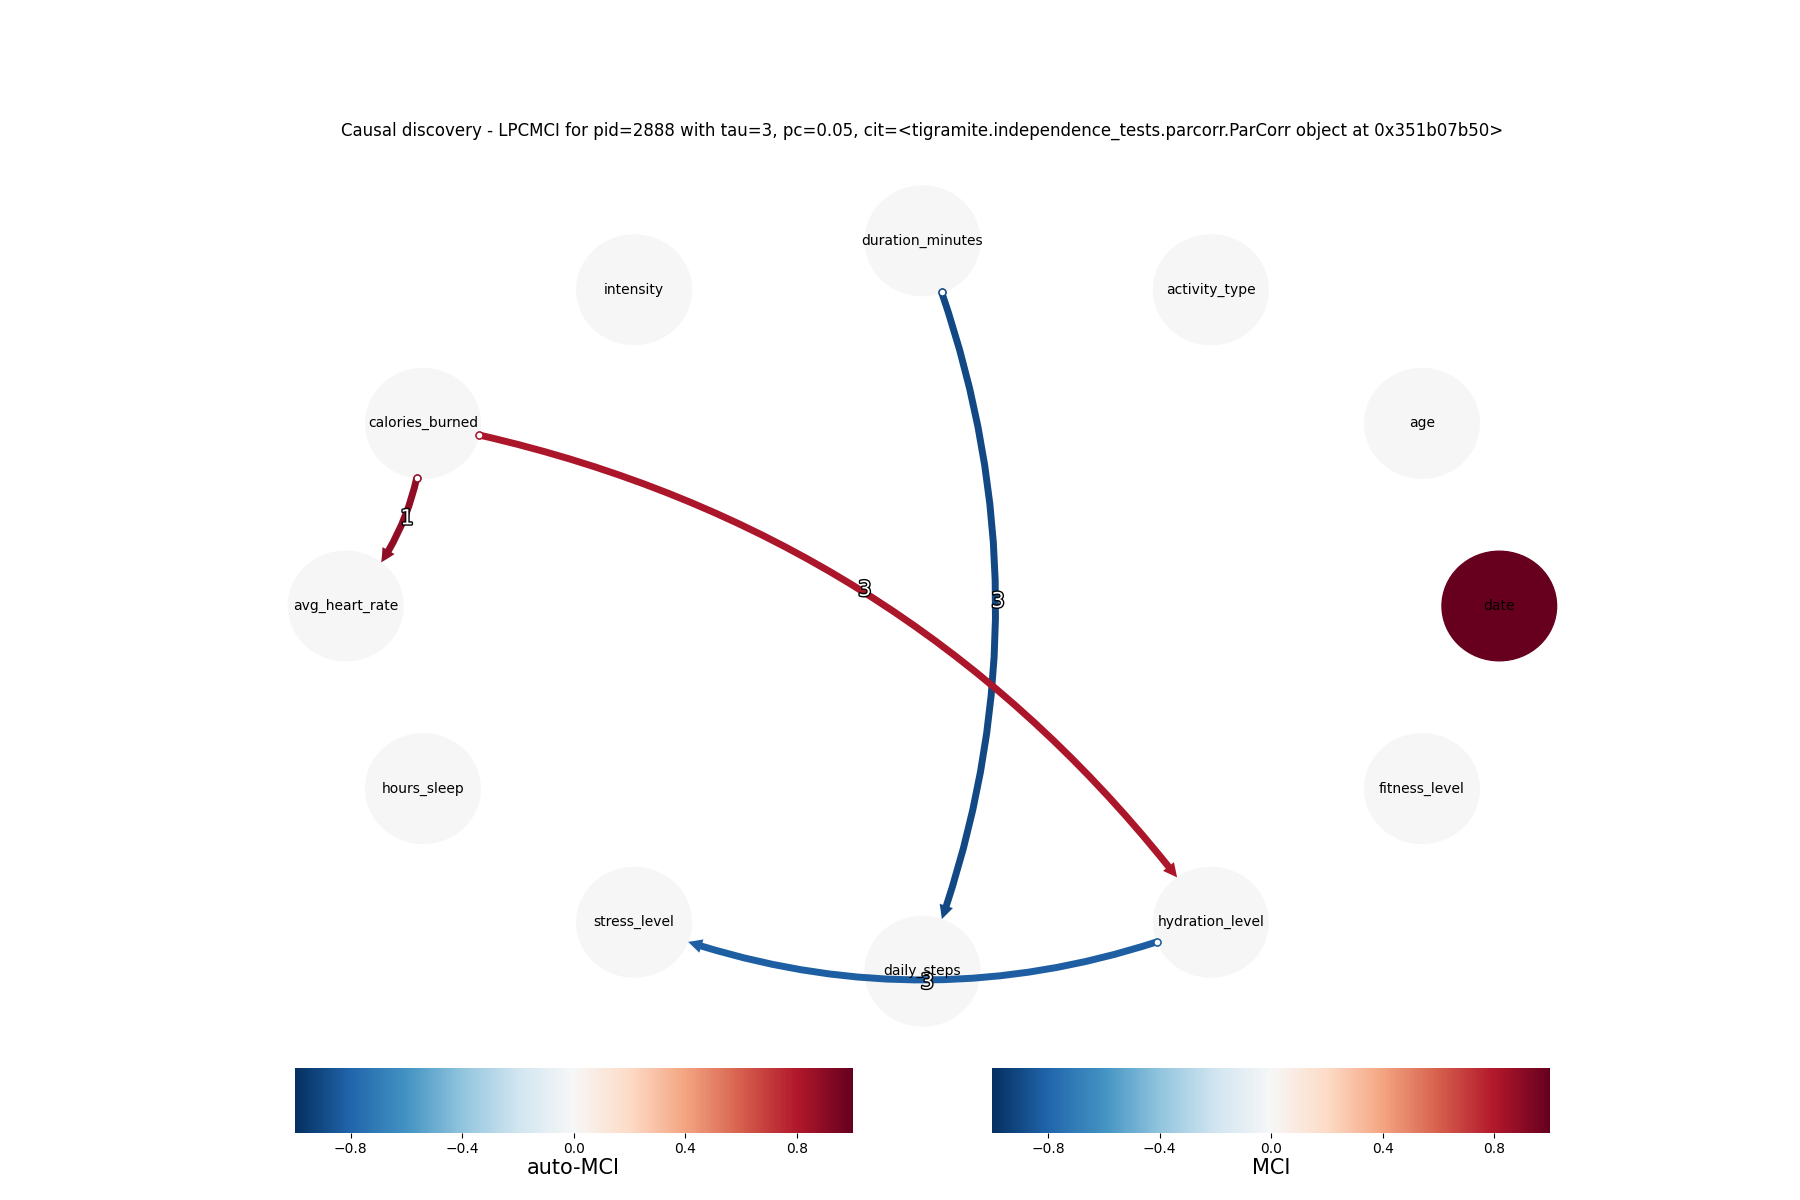 Causal discovery - LPCMCI for pid=2888 with tau=3, pc=0.05, cit=<tigramite.independence_tests.parcorr.ParCorr object at 0x351b07b50>
duration_minutes
intensity
activity_type
calories_burned
age
1
3
3
avg_heart_rate
date
hours_sleep
fitness_level
stress_level
hydration_level
daily_steps
3
−0.8 −0.4 0.0 0.4 0.8
auto-MCI
−0.8 −0.4 0.0 0.4 0.8
MCI